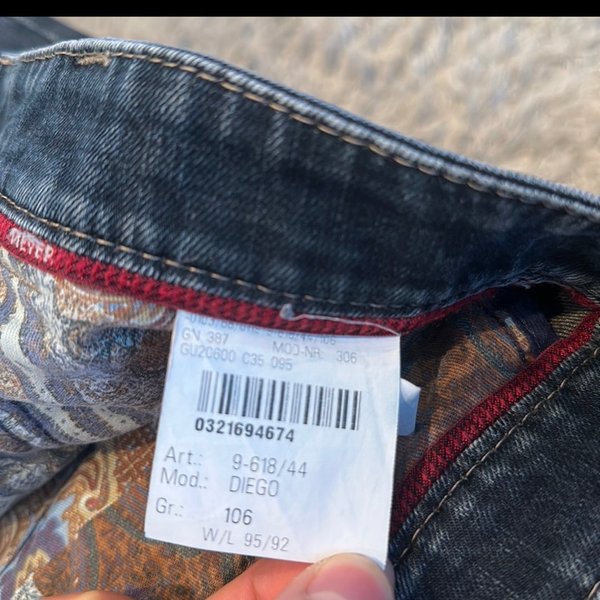 MEYER
GN 387 MOD-NR: 306
GU20600 C35 095
0321694674
Art.: 9-618/44
Mod.: DIEGO
Gr.: 106
W/L 95/92